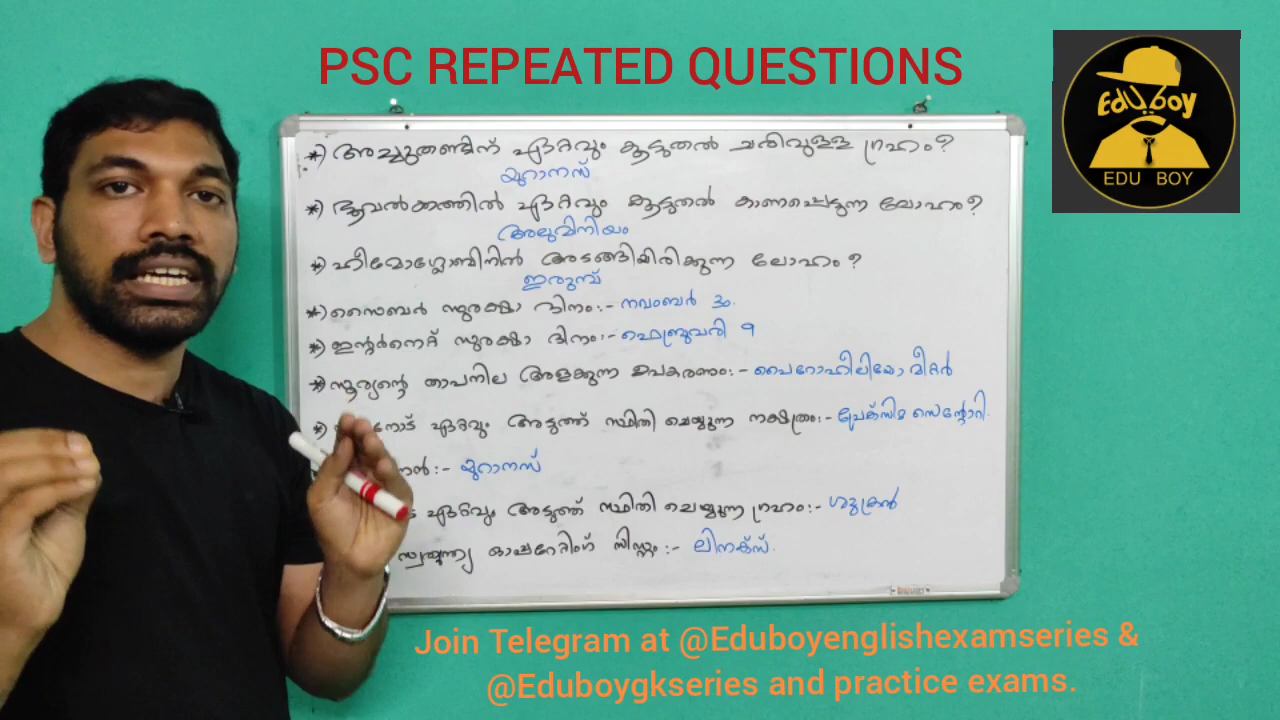 PSC REPEATED QUESTIONS
Edu boy
EDU BOY
*) അച്ചുതണ്ടിന് ഏറ്റവും കൂടുതൽ ചരിവുള്ള ഗ്രഹം?
യുറാനസ്
*) ഭൂവൽക്കത്തിൽ ഏറ്റവും കൂടുതൽ കാണപ്പെടുന്ന ലോഹം?
അലുമിനിയം
*) ഹീമോഗ്ലോബിനിൽ അടങ്ങിയിരിക്കുന്ന ലോഹം?
ഇരുമ്പ്
*) സൈബർ സുരക്ഷാ ദിനം:- നവംബർ 30.
*) ഇന്റർനെറ്റ് സുരക്ഷാ ദിനം:- ഫെബ്രുവരി 9
*) സൂര്യന്റെ താപനില അളക്കുന്ന ഉപകരണം:- പൈറോഹീലിയോ മീറ്റർ
*) ഏറ്റവും അടുത്ത് സ്ഥിതി ചെയ്യുന്ന നക്ഷത്രം:- പ്രോക്സിമ സെന്റോറി.
:- യുറാനസ്
ഏറ്റവും അടുത്ത് സ്ഥിതി ചെയ്യുന്ന ഗ്രഹം:- ശുക്രൻ
സ്വതന്ത്ര്യ ഓപ്പറേറ്റിംഗ് സിസ്റ്റം:- ലിനക്സ്.
Join Telegram at @Eduboyenglishexamseries &
@Eduboygkseries and practice exams.